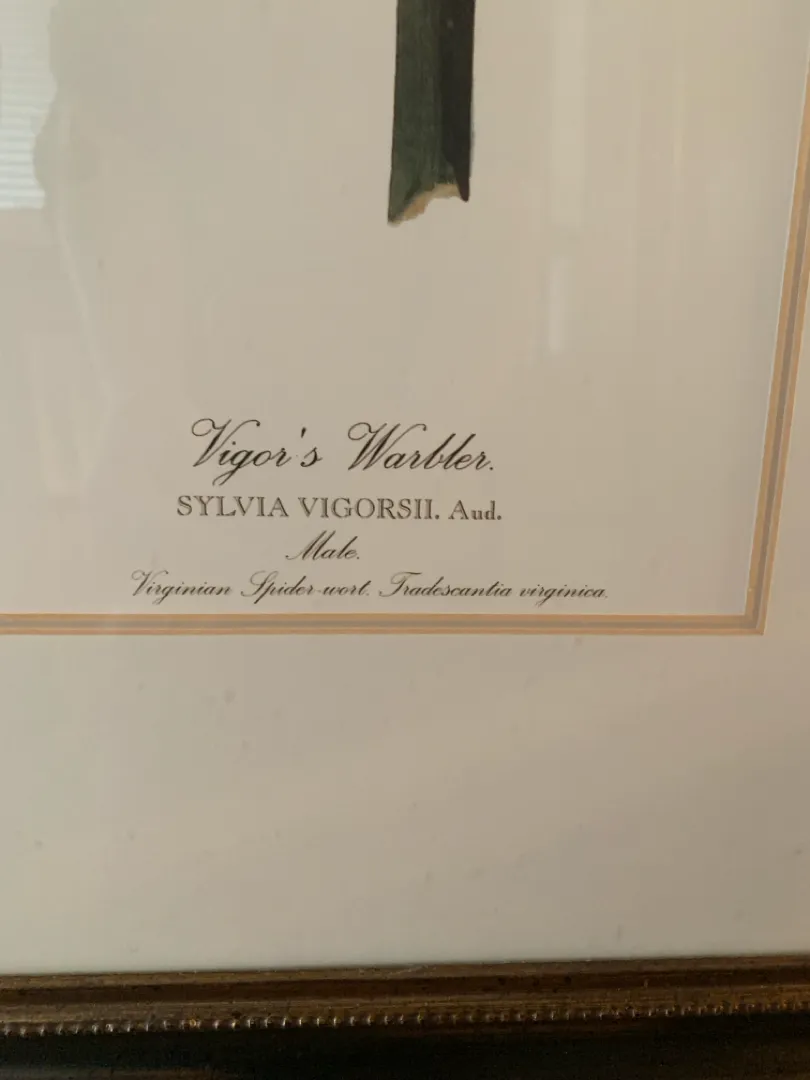 Vigor's Warbler.
SYLVIA VIGORSII. Aud.
Male.
Virginian Spider-wort. Tradescantia virginica.